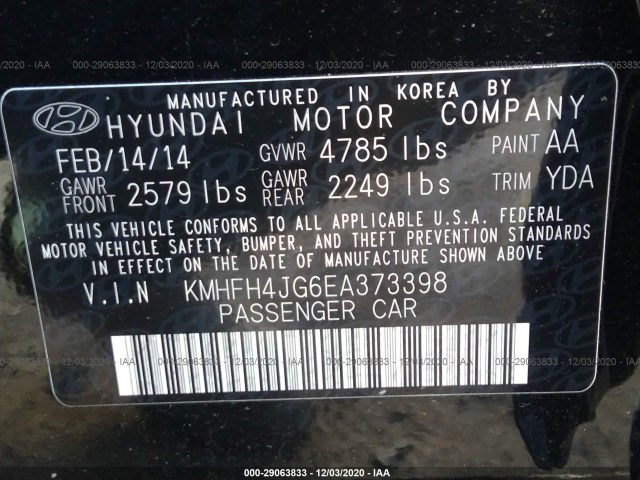 000-29063833 - 12/03/2020 - IAA
MANUFACTURED IN KOREA BY
HYUNDAI MOTOR COMPANY
FEB/14/14 GVWR 4785 lbs PAINT AA
GAWR FRONT 2579 lbs GAWR REAR 2249 lbs TRIM YDA
THIS VEHICLE CONFORMS TO ALL APPLICABLE U.S.A. FEDERAL
MOTOR VEHICLE SAFETY, BUMPER, AND THEFT PREVENTION STANDARDS
IN EFFECT ON THE DATE OF MANUFACTURE SHOWN ABOVE
V.I.N KMHFH4JG6EA373398
PASSENGER CAR
000-29063833 - 12/03/2020 - IAA